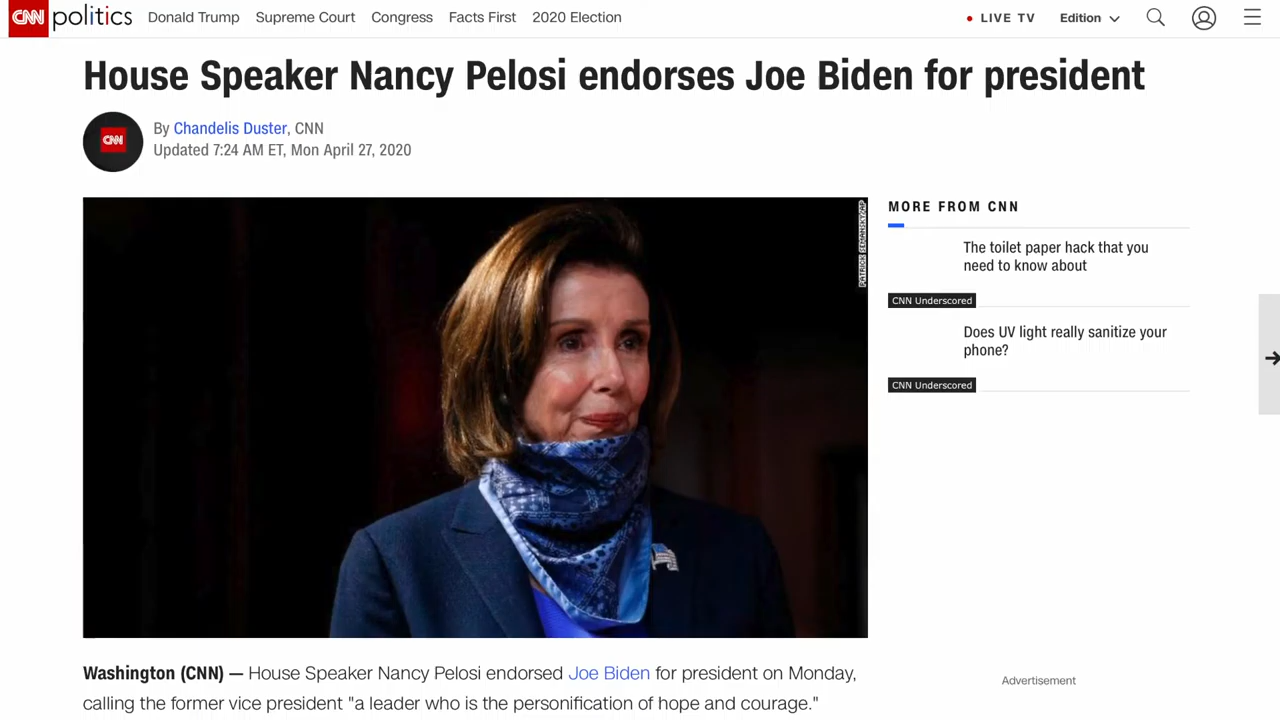 CNN politics Donald Trump Supreme Court Congress Facts First 2020 Election LIVE TV Edition
House Speaker Nancy Pelosi endorses Joe Biden for president
CNN
By Chandelis Duster, CNN
Updated 7:24 AM ET, Mon April 27, 2020
PATRICK SEMANSKY/AP
MORE FROM CNN
The toilet paper hack that you
need to know about
CNN Underscored
Does UV light really sanitize your
phone?
CNN Underscored
Washington (CNN) — House Speaker Nancy Pelosi endorsed Joe Biden for president on Monday,
calling the former vice president "a leader who is the personification of hope and courage."
Advertisement